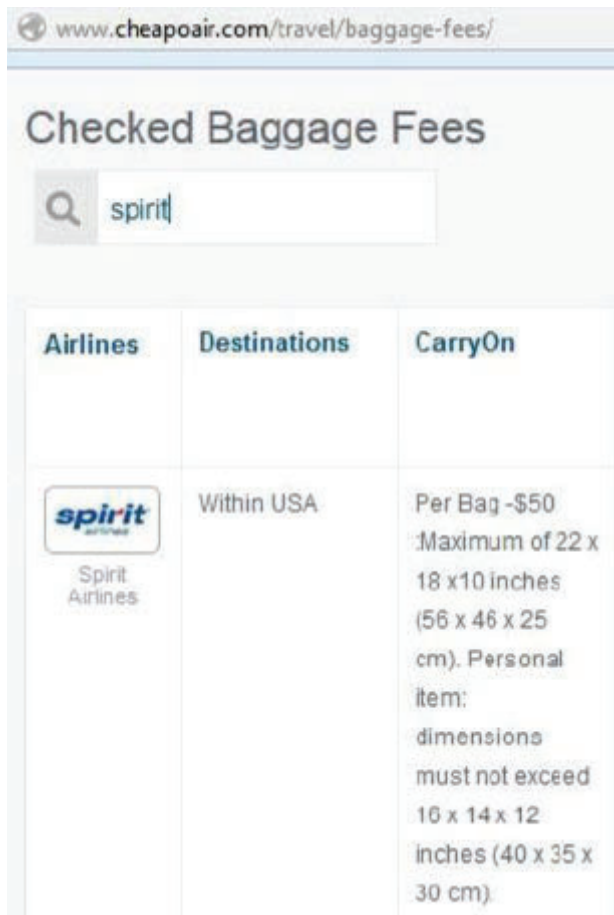 www.cheapoair.com/travel/baggage-fees/
Checked Baggage Fees
spirit
Airlines
Destinations
CarryOn
spirit
airlines
Spirit
Airlines
Within USA
Per Bag -$50
:Maximum of 22 x
18 x10 inches
(56 x 46 x 25
cm). Personal
item:
dimensions
must not exceed
16 x 14 x 12
inches (40 x 35 x
30 cm)